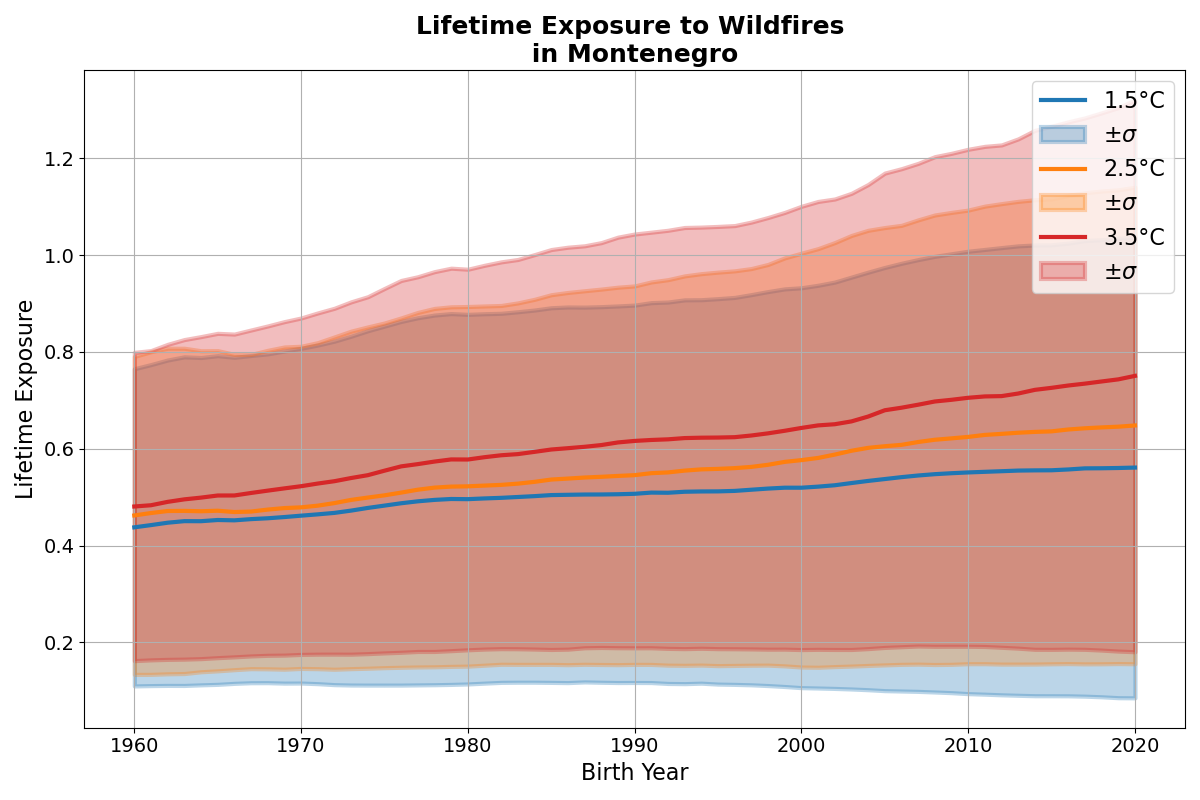 Lifetime Exposure to Wildfires
in Montenegro
1.5°C
±σ
2.5°C
±σ
3.5°C
±σ
Lifetime Exposure
1.2
1.0
0.8
0.6
0.4
0.2
1960 1970 1980 1990 2000 2010 2020
Birth Year